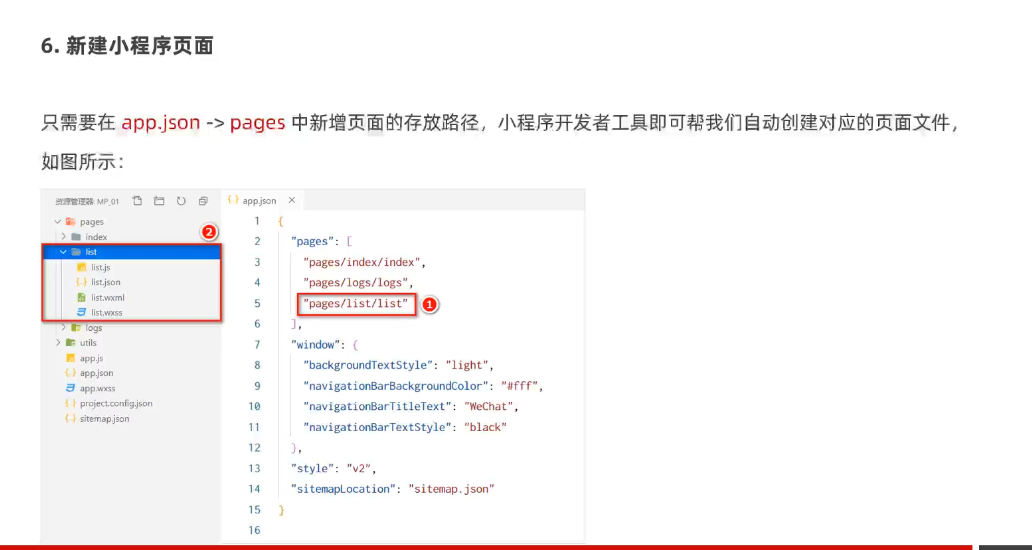 6. 新建小程序页面
只需要在 app.json -> pages 中新增页面的存放路径，小程序开发者工具即可帮我们自动创建对应的页面文件，
如图所示：
资源管理器: MP_01
pages
index
2
list
list.js
list.json
list.wxml
list.wxss
logs
utils
app.js
app.json
app.wxss
project.config.json
sitemap.json
{} app.json ×
1 {
2 "pages": [
3 "pages/index/index",
4 "pages/logs/logs",
5 "pages/list/list" 1
6 ],
7 "window": {
8 "backgroundTextStyle": "light",
9 "navigationBarBackgroundColor": "#fff",
10 "navigationBarTitleText": "WeChat",
11 "navigationBarTextStyle": "black"
12 },
13 "style": "v2",
14 "sitemapLocation": "sitemap.json"
15 }
16